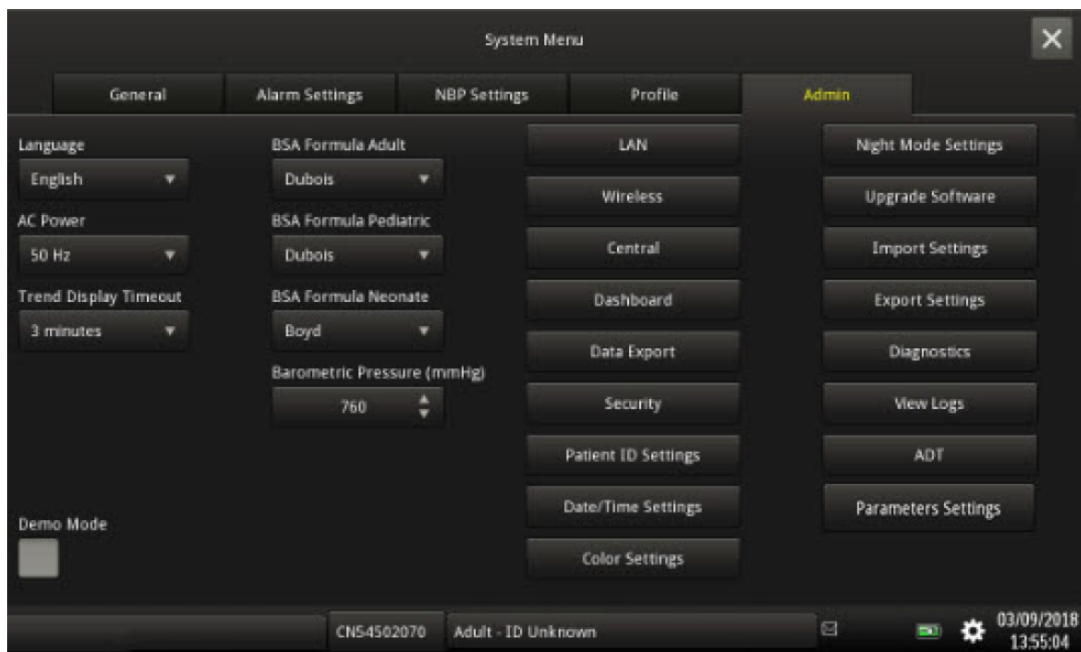 System Menu
General
Alarm Settings
NBP Settings
Profile
Admin
Language
English
AC Power
50 Hz
Trend Display Timeout
3 minutes
Demo Mode
BSA Formula Adult
Dubois
BSA Formula Pediatric
Dubois
BSA Formula Neonate
Boyd
Barometric Pressure (mmHg)
760
LAN
Wireless
Central
Dashboard
Data Export
Security
Patient ID Settings
Date/Time Settings
Color Settings
Night Mode Settings
Upgrade Software
Import Settings
Export Settings
Diagnostics
View Logs
ADT
Parameters Settings
CN54502070
Adult - ID Unknown
03/09/2018
13:55:04